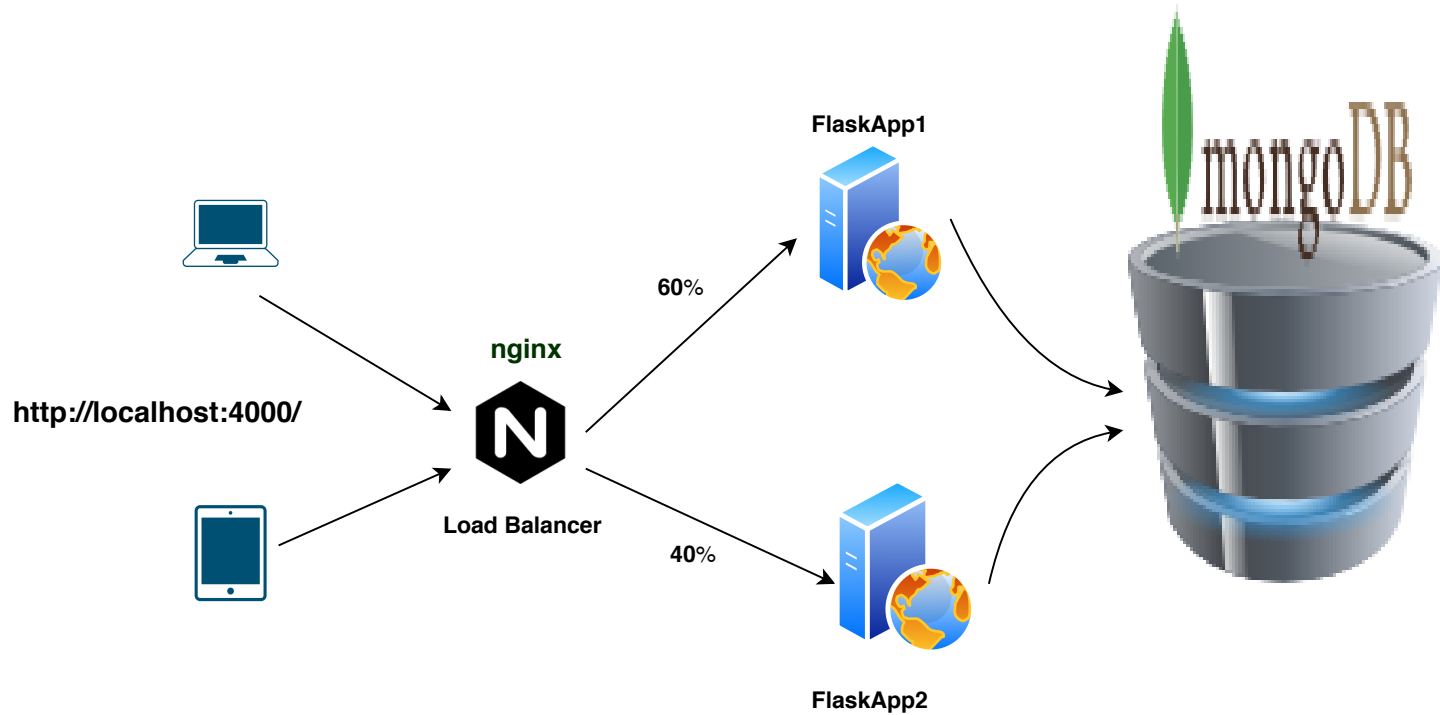 FlaskApp1
mongoDB
60%
nginx
N
http://localhost:4000/
Load Balancer
40%
FlaskApp2